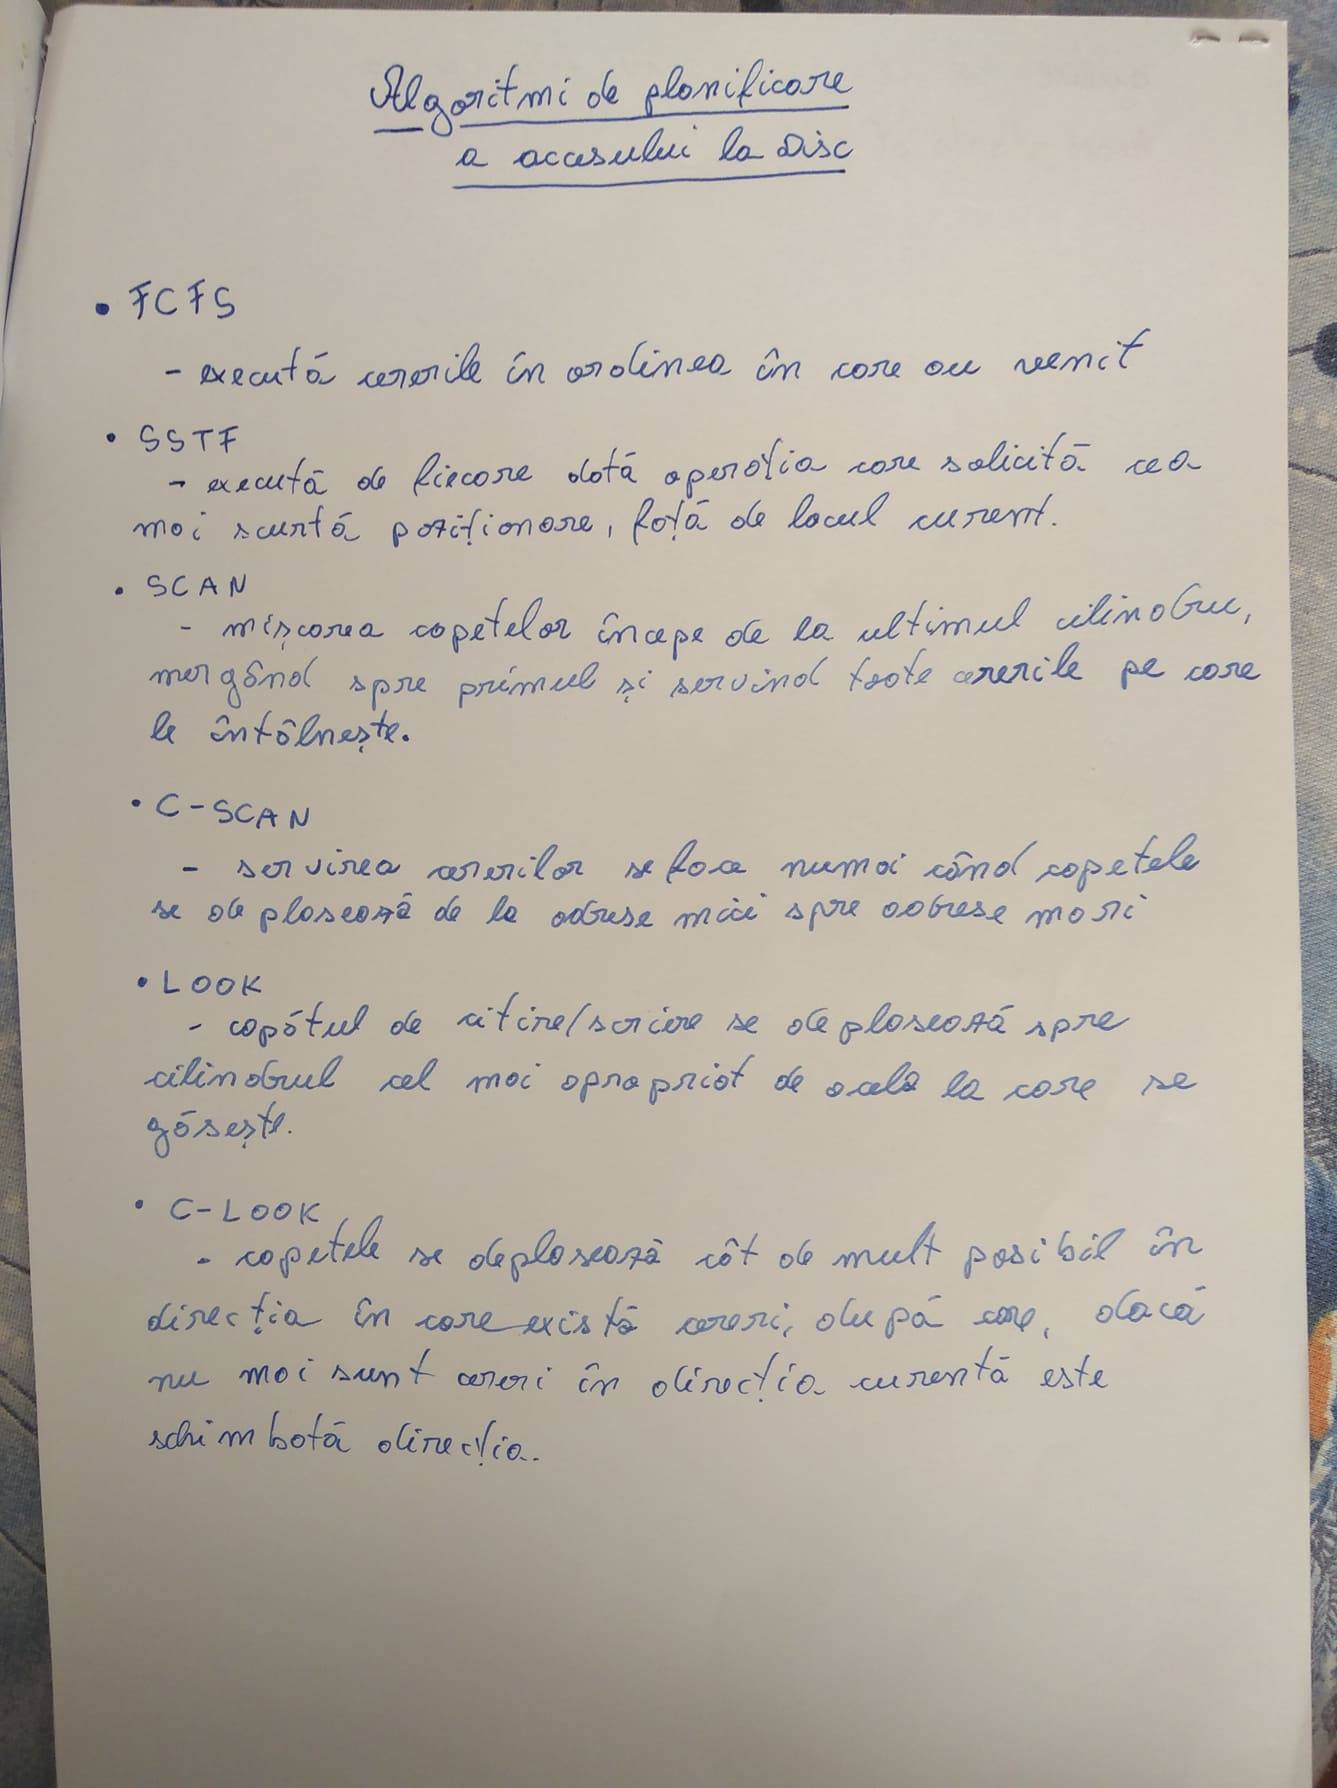 Algoritmi de planificare
a accesului la Disc
• FCFS
- execută cererile în ordinea în care au venit
• SSTF
- execută de fiecare dată operația care solicită cea
mai scurtă poziționare, față de locul curent.
• SCAN
- mișcarea capetelor începe de la ultimul cilindru,
mergând spre primul și servind toate cererile pe care
le întâlnește.
• C-SCAN
- servirea cererilor se face numai când capetele
se deplasează de la adrese mici spre adrese mari
• LOOK
- capătul de citire/scriere se deplasează spre
cilindrul cel mai apropriat de acela la care se
găsește.
• C-LOOK
- capetele se deplasează cât de mult posibil în
direcția în care există cereri, după care, dacă
nu mai sunt cereri în direcția curentă este
schimbată direcția.